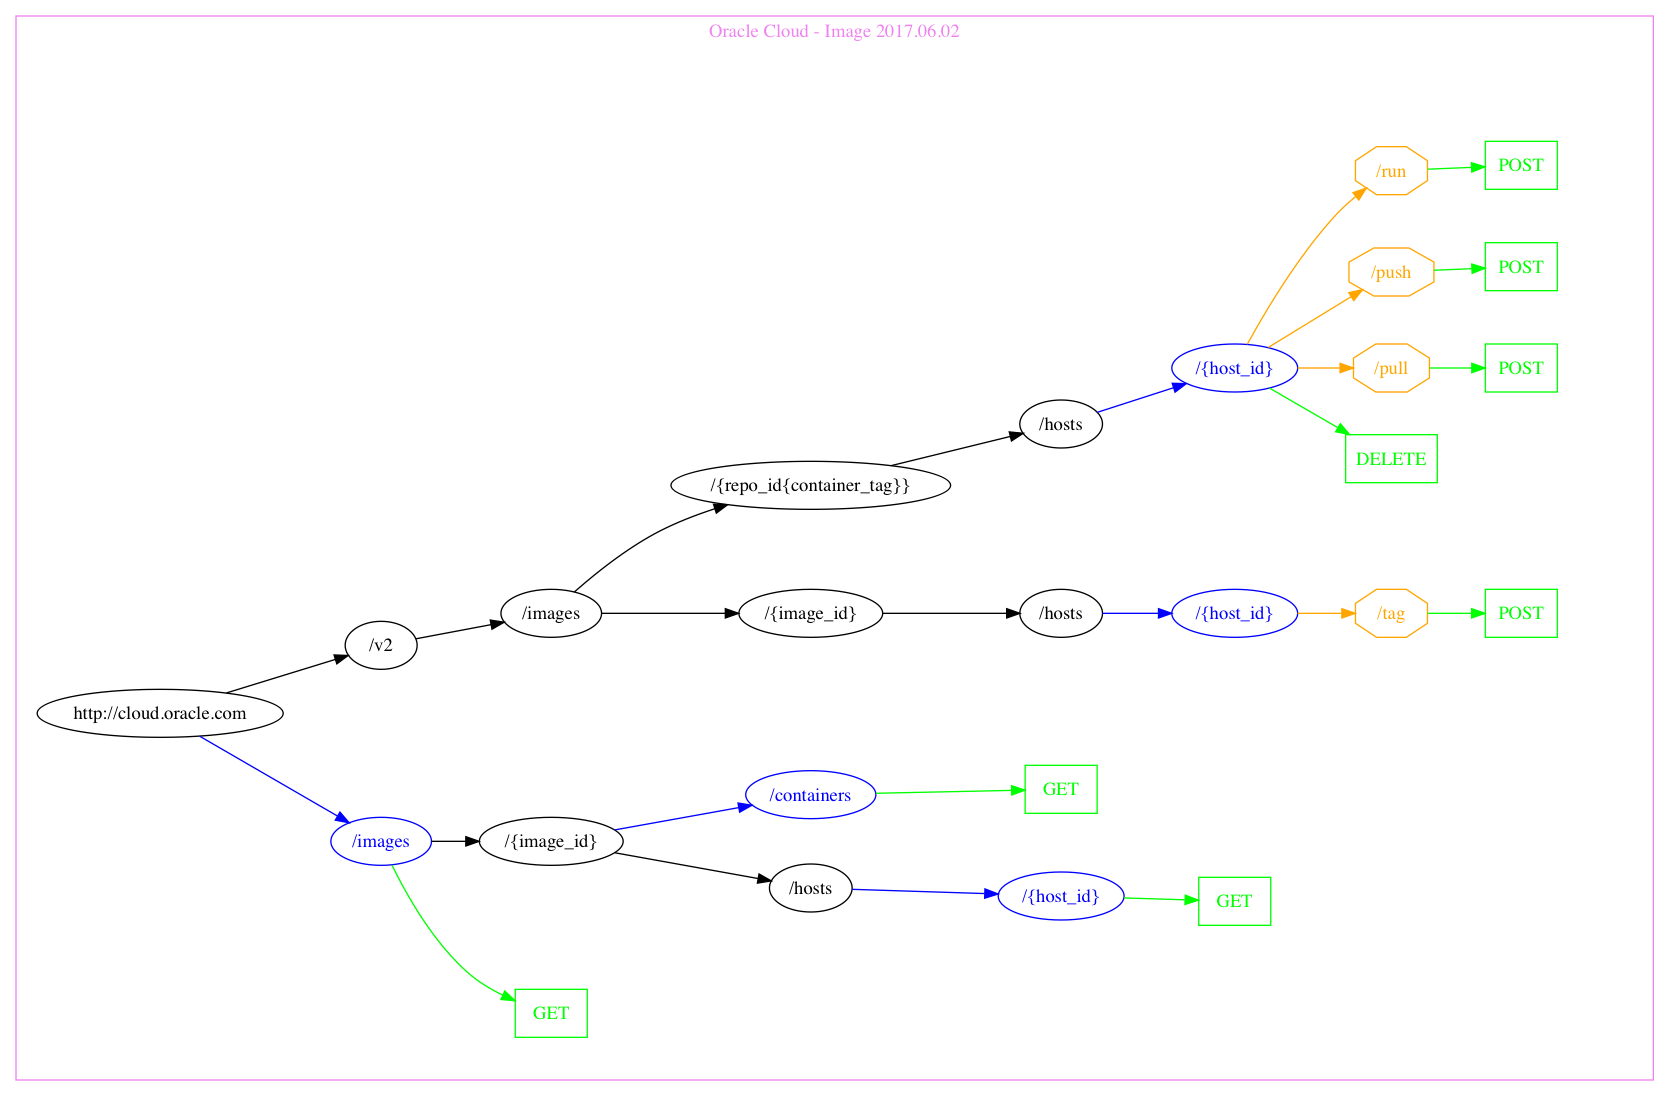 Oracle Cloud - Image 2017.06.02
/run
POST
/push
POST
/{host_id}
/pull
POST
/hosts
DELETE
/{repo_id{container_tag}}
/images
/{image_id}
/hosts
/{host_id}
/tag
POST
/v2
http://cloud.oracle.com
/containers
GET
/images
/{image_id}
/hosts
/{host_id}
GET
GET